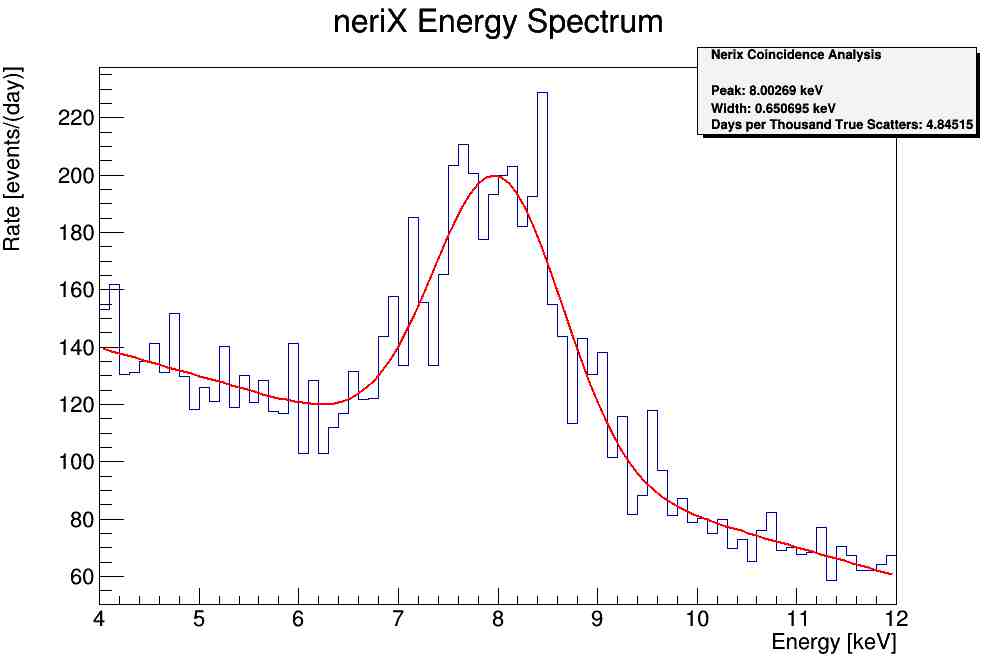 neriX Energy Spectrum
Nerix Coincidence Analysis
Peak: 8.00269 keV
Width: 0.650695 keV
Days per Thousand True Scatters: 4.84515
Rate [events/(day)]
220
200
180
160
140
120
100
80
60
4 5 6 7 8 9 10 11 12
Energy [keV]